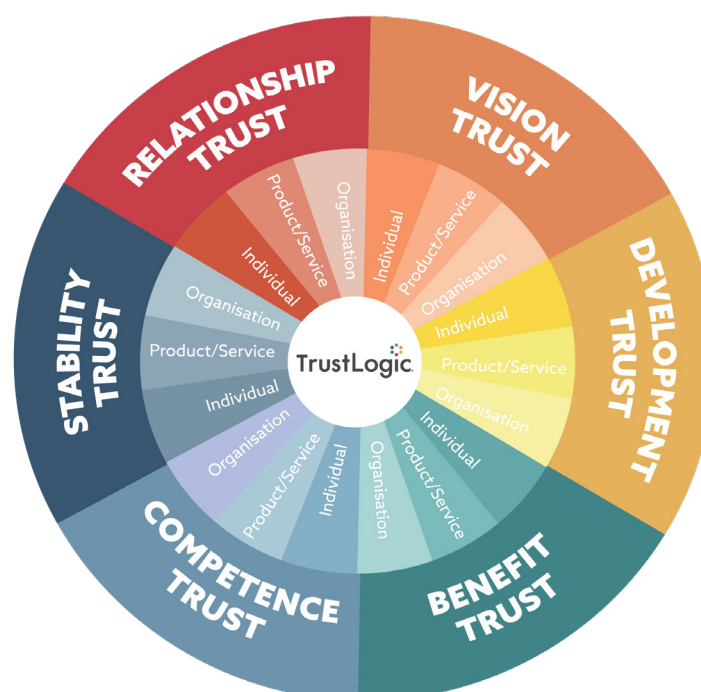 RELATIONSHIP
TRUST
Individual
Product/Service
Organisation
VISION
TRUST
Individual
Product/Service
Organisation
DEVELOPMENT
TRUST
Individual
Product/Service
Organisation
BENEFIT
TRUST
Individual
Product/Service
Organisation
COMPETENCE
TRUST
Individual
Product/Service
Organisation
STABILITY
TRUST
Individual
Product/Service
Organisation
TrustLogic.